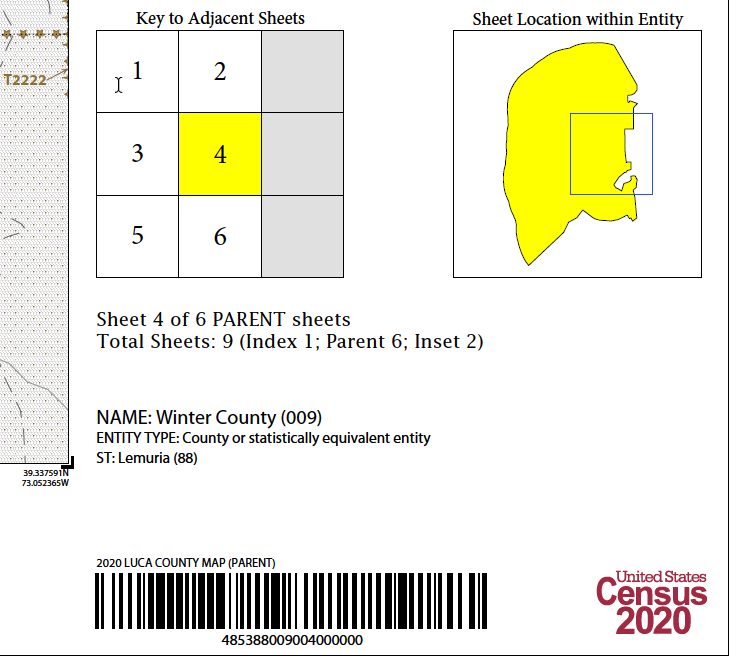 Key to Adjacent Sheets
Sheet Location within Entity
T2222
1 2
3 4
5 6
Sheet 4 of 6 PARENT sheets
Total Sheets: 9 (Index 1; Parent 6; Inset 2)
NAME: Winter County (009)
ENTITY TYPE: County or statistically equivalent entity
ST: Lemuria (88)
39.337591N
73.052365W
2020 LUCA COUNTY MAP (PARENT)
485388009004000000
United States
Census
2020